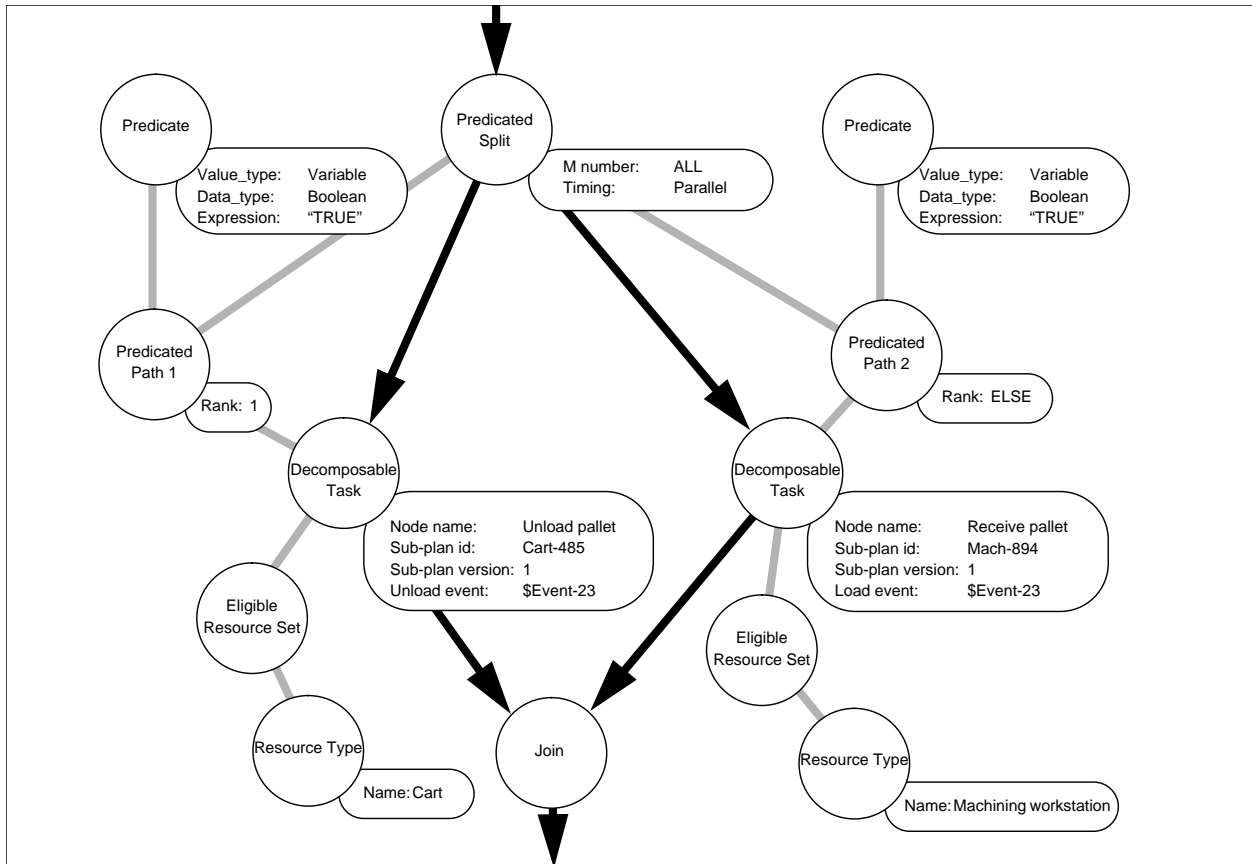 Predicate
Value_type: Variable
Data_type: Boolean
Expression: “TRUE”
Predicated
Split
M number: ALL
Timing: Parallel
Predicate
Value_type: Variable
Data_type: Boolean
Expression: “TRUE”
Predicated
Path 1
Rank: 1
Predicated
Path 2
Rank: ELSE
Decomposable
Task
Node name: Unload pallet
Sub-plan id: Cart-485
Sub-plan version: 1
Unload event: $Event-23
Decomposable
Task
Node name: Receive pallet
Sub-plan id: Mach-894
Sub-plan version: 1
Load event: $Event-23
Eligible
Resource Set
Eligible
Resource Set
Resource Type
Name: Cart
Join
Resource Type
Name: Machining workstation